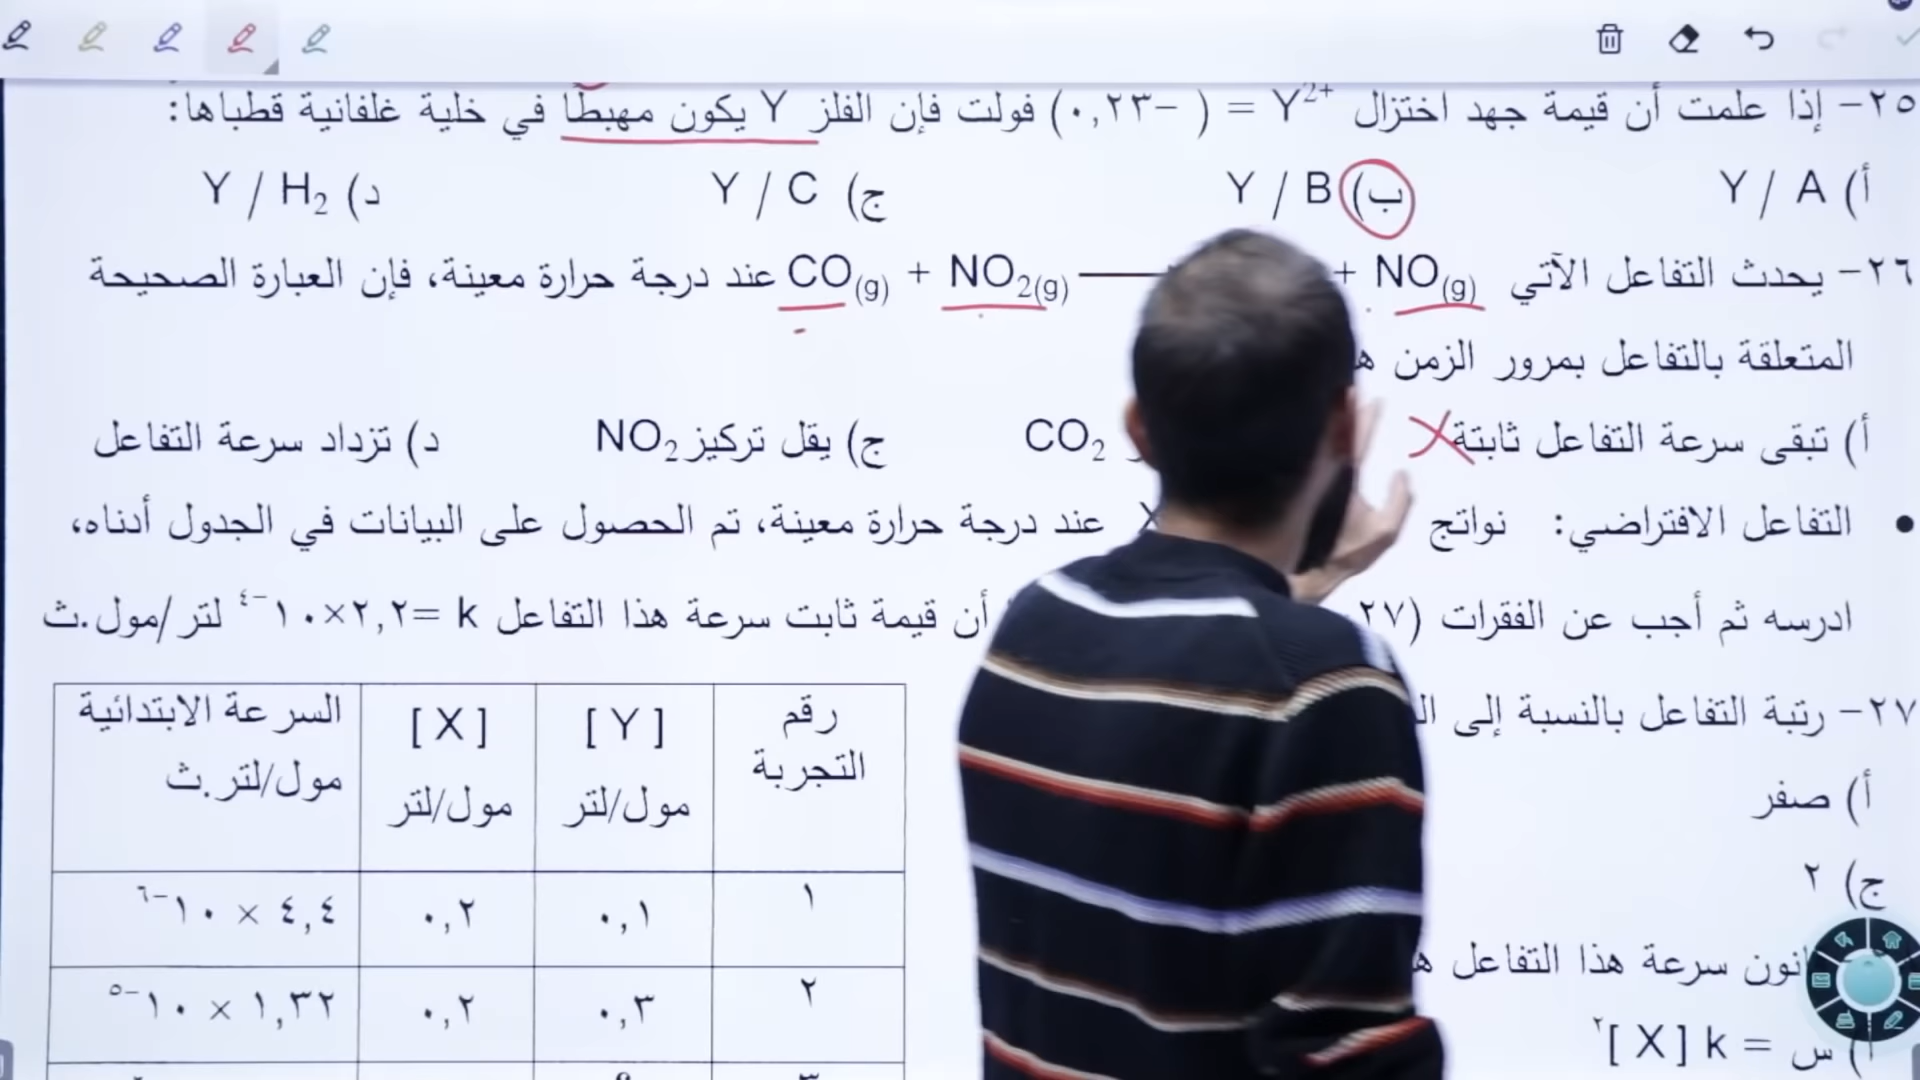 ٢٥- إذا علمت أن قيمة جهد اختزال Y2+ = ( -٠,٢٣) فولت فإن الفلز Y يكون مهبطًا في خلية غلفانية قطباها:
أ) Y / A ب) Y / B ج) Y / C د) Y / H2
٢٦- يحدث التفاعل الآتي CO(g) + NO2(g) + NO(g) عند درجة حرارة معينة، فإن العبارة الصحيحة
المتعلقة بالتفاعل بمرور الزمن
أ) تبقى سرعة التفاعل ثابتة CO2 ج) يقل تركيز NO2 د) تزداد سرعة التفاعل
• التفاعل الافتراضي: نواتج عند درجة حرارة معينة، تم الحصول على البيانات في الجدول أدناه،
ادرسه ثم أجب عن الفقرات (٢٧ أن قيمة ثابت سرعة هذا التفاعل k =٢,٢×١٠-٤ لتر/مول.ث
٢٧- رتبة التفاعل بالنسبة إلى
أ) صفر
ج) ٢
سرعة هذا التفاعل
س = k [ X ]٢
رقم التجربة [ Y ] مول/لتر [ X ] مول/لتر السرعة الابتدائية مول/لتر.ث
١ ٠,١ ٠,٢ ٤,٤ × ١٠-٦
٢ ٠,٣ ٠,٢ ١,٣٢ × ١٠-٥